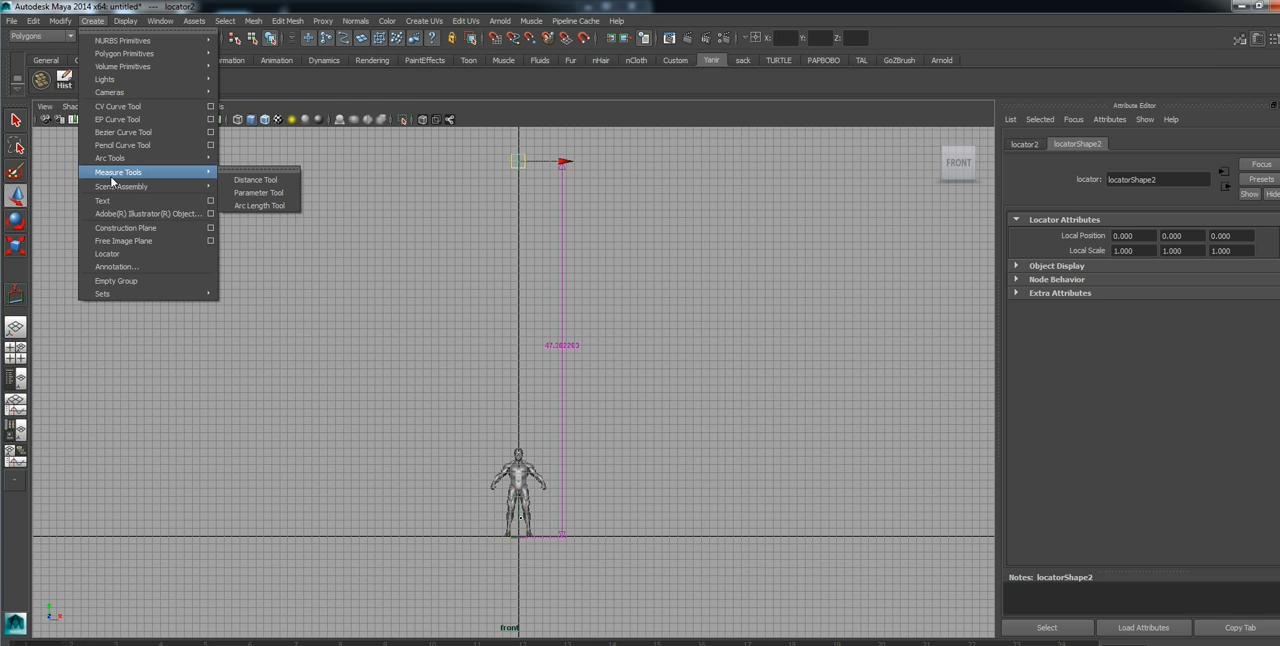 Autodesk Maya 2014 x64: untitled* --- locator2
File Edit Modify Create Display Window Assets Select Mesh Edit Mesh Proxy Normals Color Create UVs Edit UVs Arnold Muscle Pipeline Cache Help
Polygons
X: Y: Z:
General
Animation Dynamics Rendering PaintEffects Toon Muscle Fluids Fur nHair nCloth Custom Yanir sack TURTLE PAPBOBO TAL GoZBrush Arnold
Hist
NURBS Primitives
Polygon Primitives
Volume Primitives
Lights
Cameras
CV Curve Tool
EP Curve Tool
Bezier Curve Tool
Pencil Curve Tool
Arc Tools
Measure Tools
Scene Assembly
Text
Adobe(R) Illustrator(R) Object...
Construction Plane
Free Image Plane
Locator
Annotation...
Empty Group
Sets
Distance Tool
Parameter Tool
Arc Length Tool
View
FRONT
front
Attribute Editor
List Selected Focus Attributes Show Help
locator2 locatorShape2
locator: locatorShape2
Focus
Presets
Show Hide
Locator Attributes
Local Position 0.000 0.000 0.000
Local Scale 1.000 1.000 1.000
Object Display
Node Behavior
Extra Attributes
Notes: locatorShape2
Select Load Attributes Copy Tab